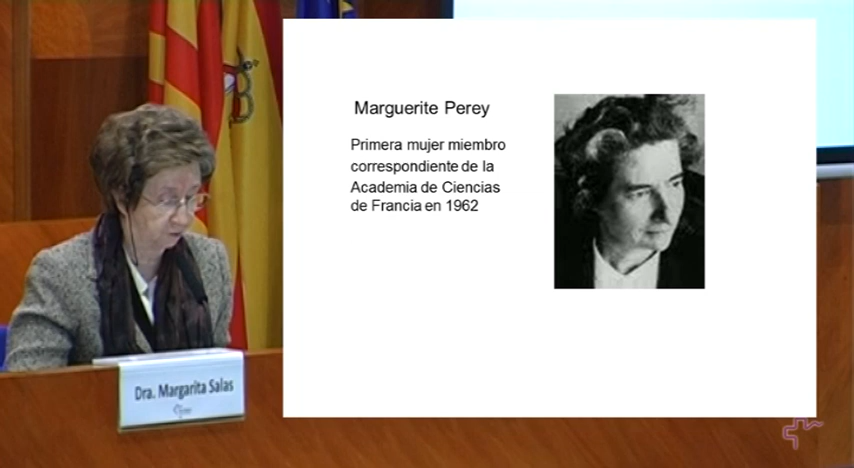 Marguerite Perey
Primera mujer miembro
correspondiente de la
Academia de Ciencias
de Francia en 1962
Dra. Margarita Salas